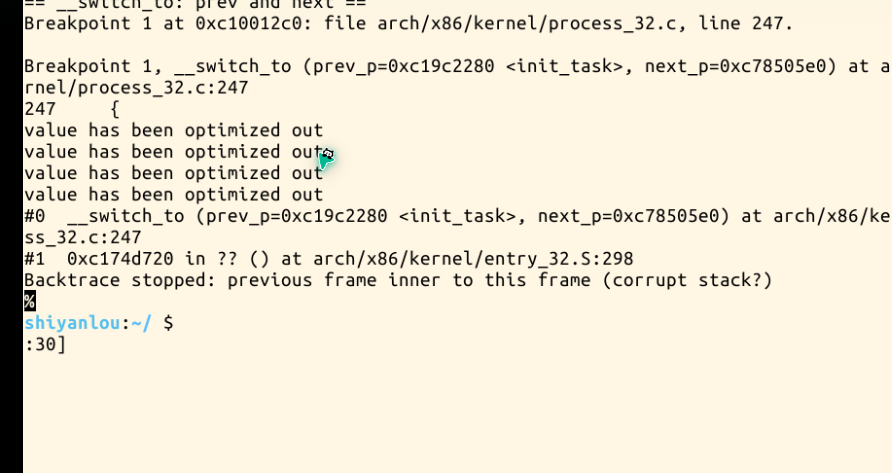 == __switch_to: prev and next ==
Breakpoint 1 at 0xc10012c0: file arch/x86/kernel/process_32.c, line 247.
Breakpoint 1, __switch_to (prev_p=0xc19c2280 <init_task>, next_p=0xc78505e0) at a
rnel/process_32.c:247
247     {
value has been optimized out
value has been optimized out
value has been optimized out
value has been optimized out
#0  __switch_to (prev_p=0xc19c2280 <init_task>, next_p=0xc78505e0) at arch/x86/ke
ss_32.c:247
#1  0xc174d720 in ?? () at arch/x86/kernel/entry_32.S:298
Backtrace stopped: previous frame inner to this frame (corrupt stack?)
%
shiyanlou:~/ $
:30]